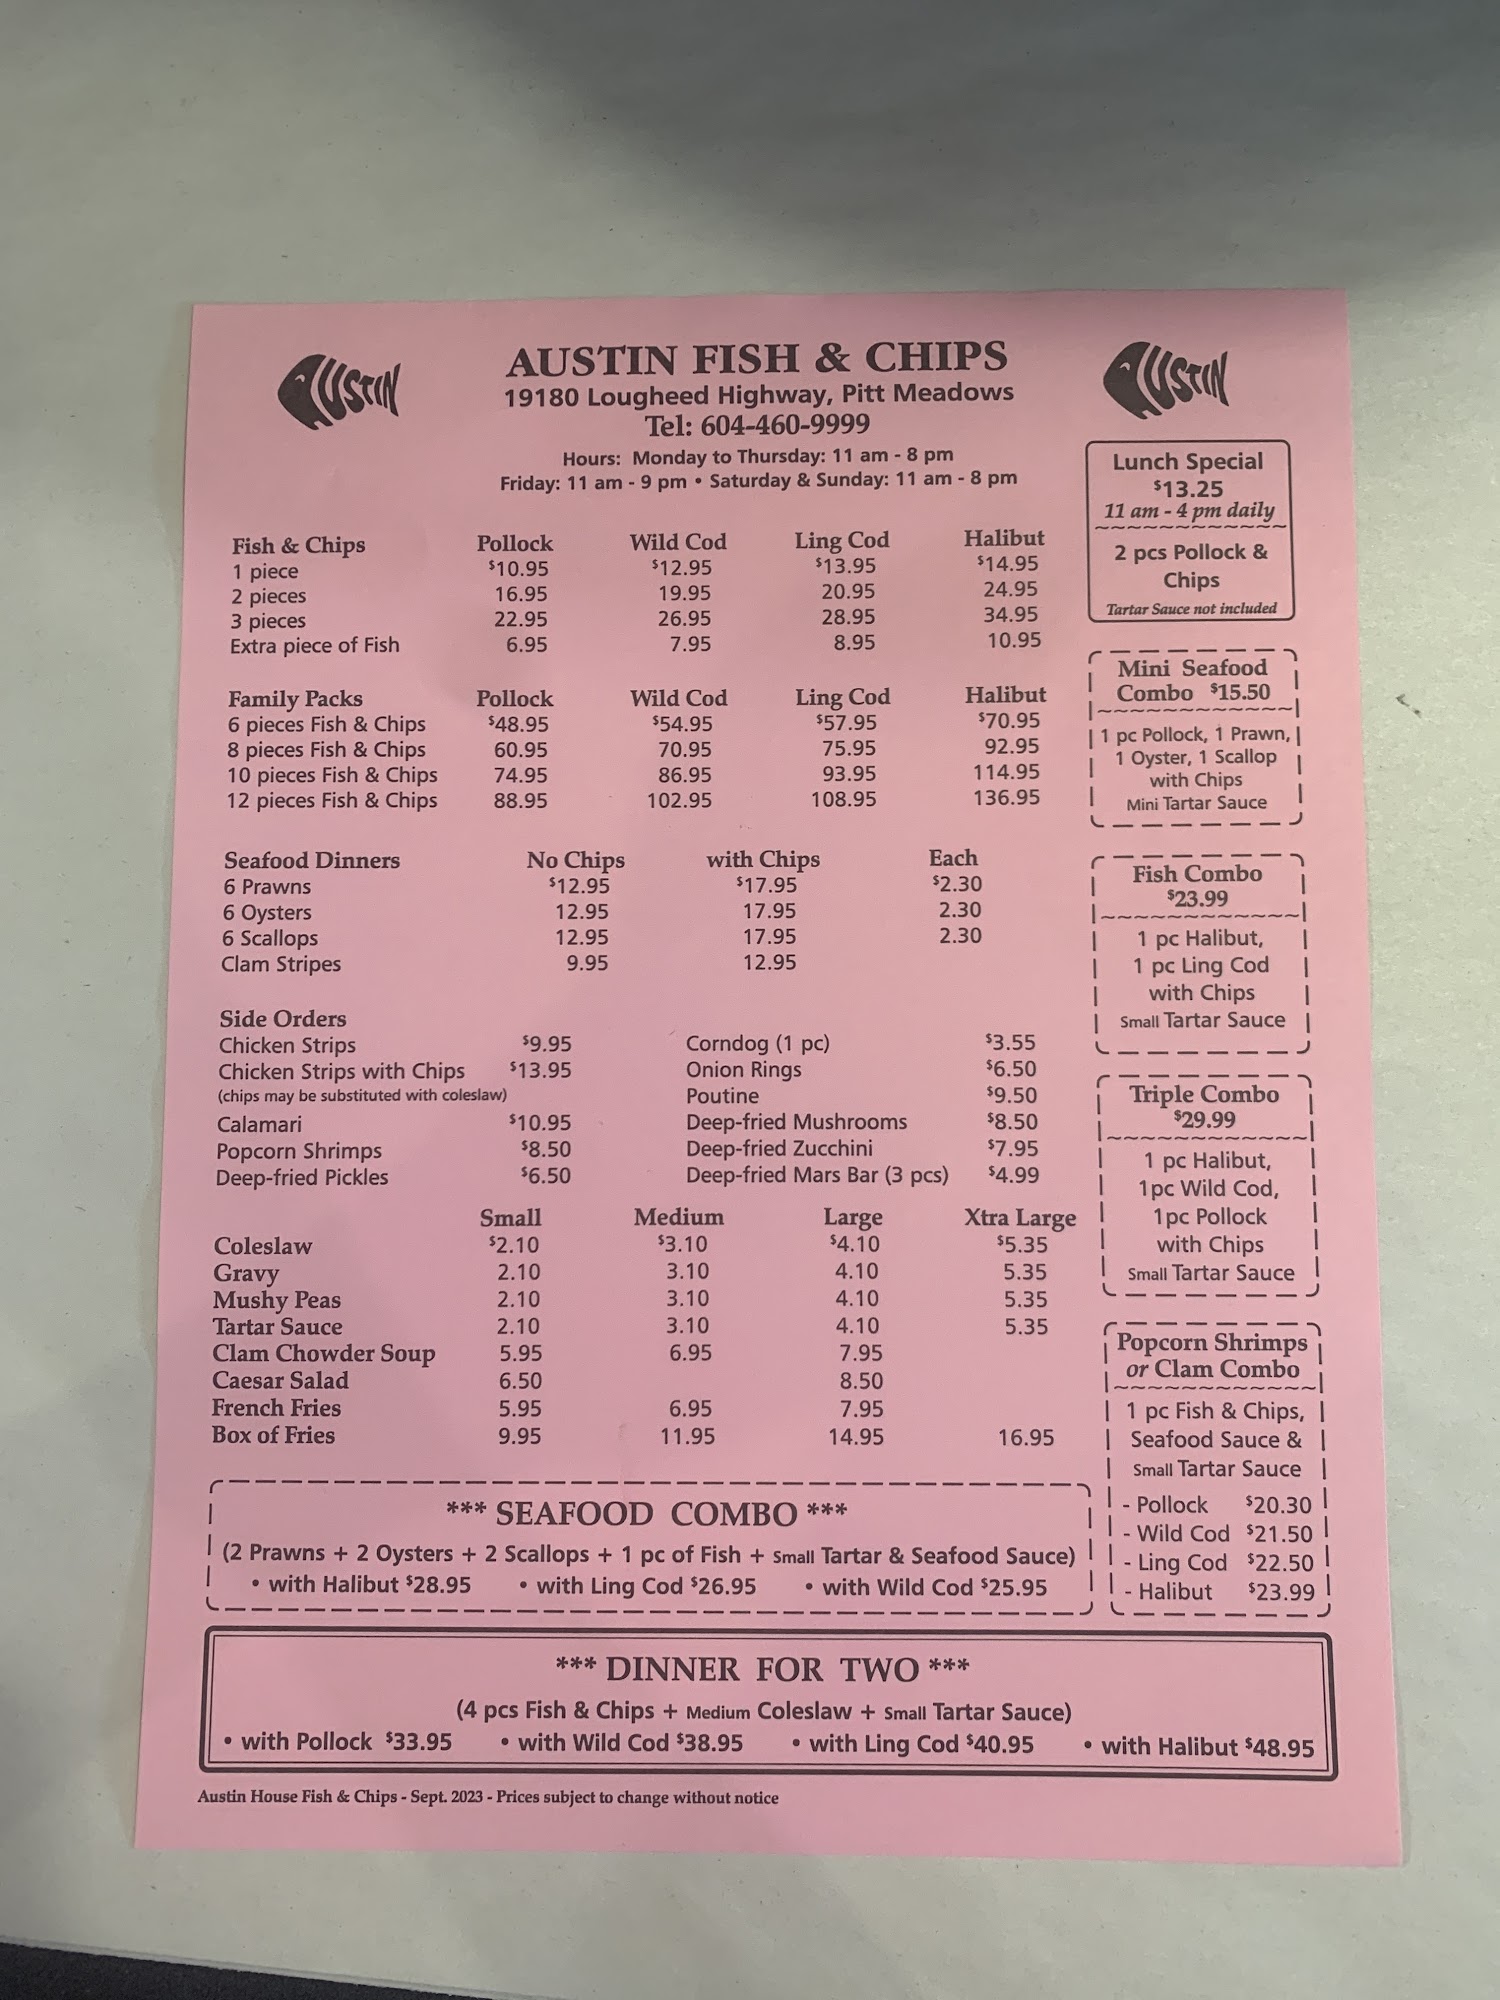 AUSTIN
AUSTIN FISH & CHIPS
AUSTIN
19180 Lougheed Highway, Pitt Meadows
Tel: 604-460-9999
Hours: Monday to Thursday: 11 am - 8 pm
Friday: 11 am - 9 pm • Saturday & Sunday: 11 am - 8 pm
Fish & Chips Pollock Wild Cod Ling Cod Halibut
1 piece $10.95 $12.95 $13.95 $14.95
2 pieces 16.95 19.95 20.95 24.95
3 pieces 22.95 26.95 28.95 34.95
Extra piece of Fish 6.95 7.95 8.95 10.95
Family Packs Pollock Wild Cod Ling Cod Halibut
6 pieces Fish & Chips $48.95 $54.95 $57.95 $70.95
8 pieces Fish & Chips 60.95 70.95 75.95 92.95
10 pieces Fish & Chips 74.95 86.95 93.95 114.95
12 pieces Fish & Chips 88.95 102.95 108.95 136.95
Seafood Dinners No Chips with Chips Each
6 Prawns $12.95 $17.95 $2.30
6 Oysters 12.95 17.95 2.30
6 Scallops 12.95 17.95 2.30
Clam Stripes 9.95 12.95
Side Orders
Chicken Strips $9.95 Corndog (1 pc) $3.55
Chicken Strips with Chips $13.95 Onion Rings $6.50
(chips may be substituted with coleslaw) Poutine $9.50
Calamari $10.95 Deep-fried Mushrooms $8.50
Popcorn Shrimps $8.50 Deep-fried Zucchini $7.95
Deep-fried Pickles $6.50 Deep-fried Mars Bar (3 pcs) $4.99
Small Medium Large Xtra Large
Coleslaw $2.10 $3.10 $4.10 $5.35
Gravy 2.10 3.10 4.10 5.35
Mushy Peas 2.10 3.10 4.10 5.35
Tartar Sauce 2.10 3.10 4.10 5.35
Clam Chowder Soup 5.95 6.95 7.95
Caesar Salad 6.50 8.50
French Fries 5.95 6.95 7.95
Box of Fries 9.95 11.95 14.95 16.95
Lunch Special
$13.25
11 am - 4 pm daily
2 pcs Pollock &
Chips
Tartar Sauce not included
Mini Seafood
Combo $15.50
1 pc Pollock, 1 Prawn,
1 Oyster, 1 Scallop
with Chips
Mini Tartar Sauce
Fish Combo
$23.99
1 pc Halibut,
1 pc Ling Cod
with Chips
Small Tartar Sauce
Triple Combo
$29.99
1 pc Halibut,
1pc Wild Cod,
1pc Pollock
with Chips
Small Tartar Sauce
Popcorn Shrimps
or Clam Combo
1 pc Fish & Chips,
Seafood Sauce &
Small Tartar Sauce
- Pollock $20.30
- Wild Cod $21.50
- Ling Cod $22.50
- Halibut $23.99
*** SEAFOOD COMBO ***
(2 Prawns + 2 Oysters + 2 Scallops + 1 pc of Fish + Small Tartar & Seafood Sauce)
• with Halibut $28.95 • with Ling Cod $26.95 • with Wild Cod $25.95
*** DINNER FOR TWO ***
(4 pcs Fish & Chips + Medium Coleslaw + Small Tartar Sauce)
• with Pollock $33.95 • with Wild Cod $38.95 • with Ling Cod $40.95 • with Halibut $48.95
Austin House Fish & Chips - Sept. 2023 - Prices subject to change without notice